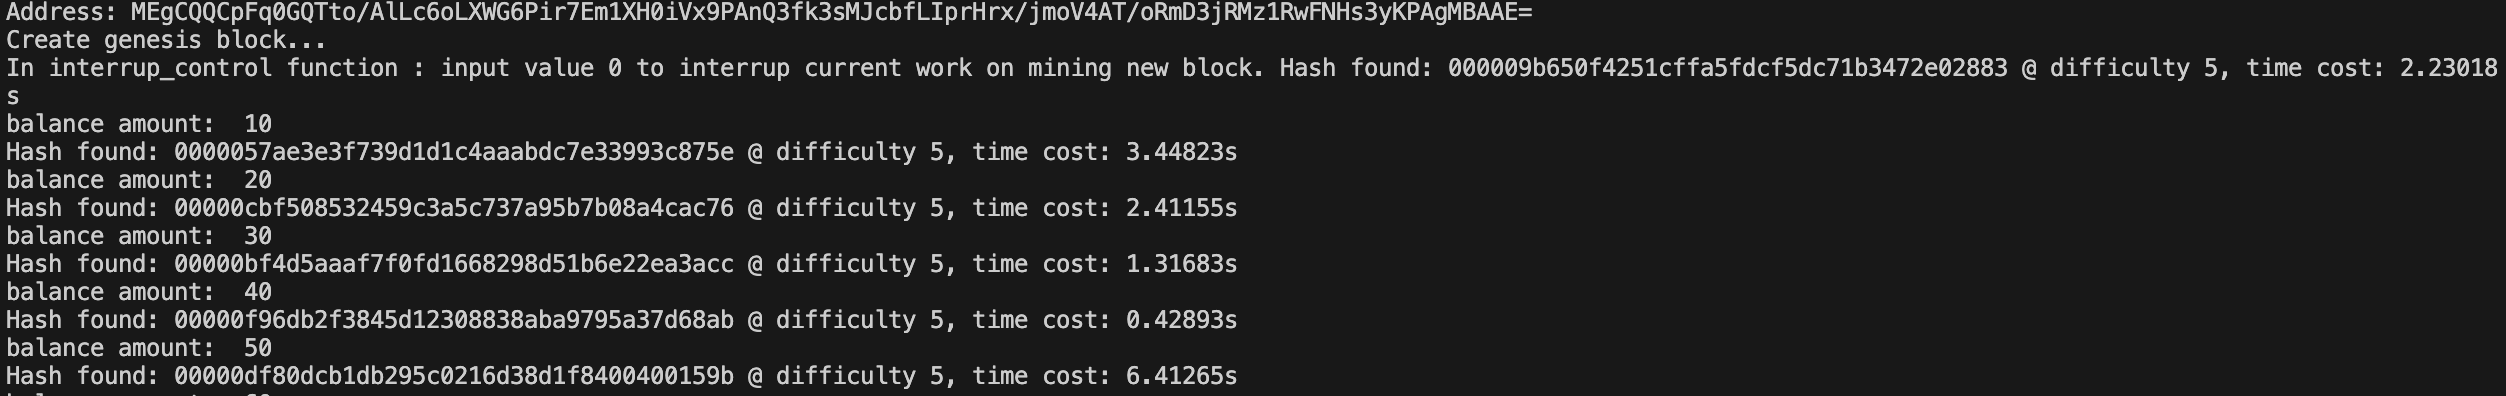 Address: MEgCQQCpFq0GQTto/AlLc6oLXWG6Pir7Em1XH0iVx9PAnQ3fk3sMJcbfLIprHrx/jmoV4AT/oRmD3jRMz1RwFNHs3yKPAgMBAAE=
Create genesis block...
In interrup_control function : input value 0 to interrup current work on mining new block. Hash found: 000009b650f4251cffa5fdcf5dc71b3472e02883 @ difficulty 5, time cost: 2.23018
s
balance amount:  10
Hash found: 0000057ae3e3f739d1d1c4aaabdc7e33993c875e @ difficulty 5, time cost: 3.44823s
balance amount:  20
Hash found: 00000cbf508532459c3a5c737a95b7b08a4cac76 @ difficulty 5, time cost: 2.41155s
balance amount:  30
Hash found: 00000bf4d5aaaf7f0fd1668298d51b6e22ea3acc @ difficulty 5, time cost: 1.31683s
balance amount:  40
Hash found: 00000f96db2f3845d12308838aba9795a37d68ab @ difficulty 5, time cost: 0.42893s
balance amount:  50
Hash found: 00000df80dcb1db295c0216d38d1f8400400159b @ difficulty 5, time cost: 6.41265s